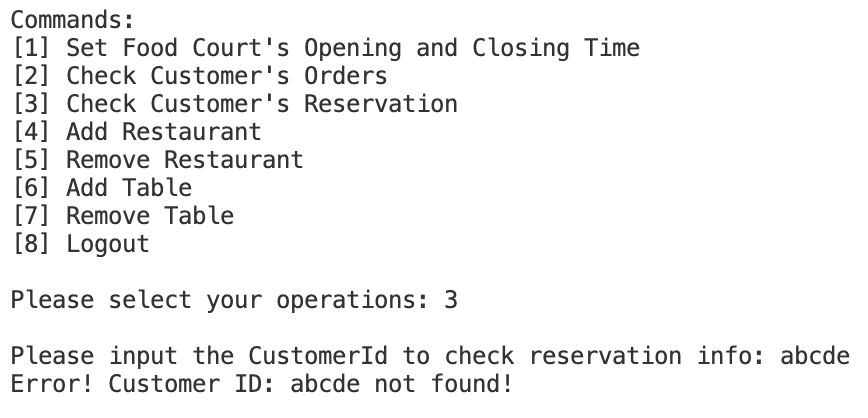 Commands:
[1] Set Food Court's Opening and Closing Time
[2] Check Customer's Orders
[3] Check Customer's Reservation
[4] Add Restaurant
[5] Remove Restaurant
[6] Add Table
[7] Remove Table
[8] Logout
Please select your operations: 3
Please input the CustomerId to check reservation info: abcde
Error! Customer ID: abcde not found!